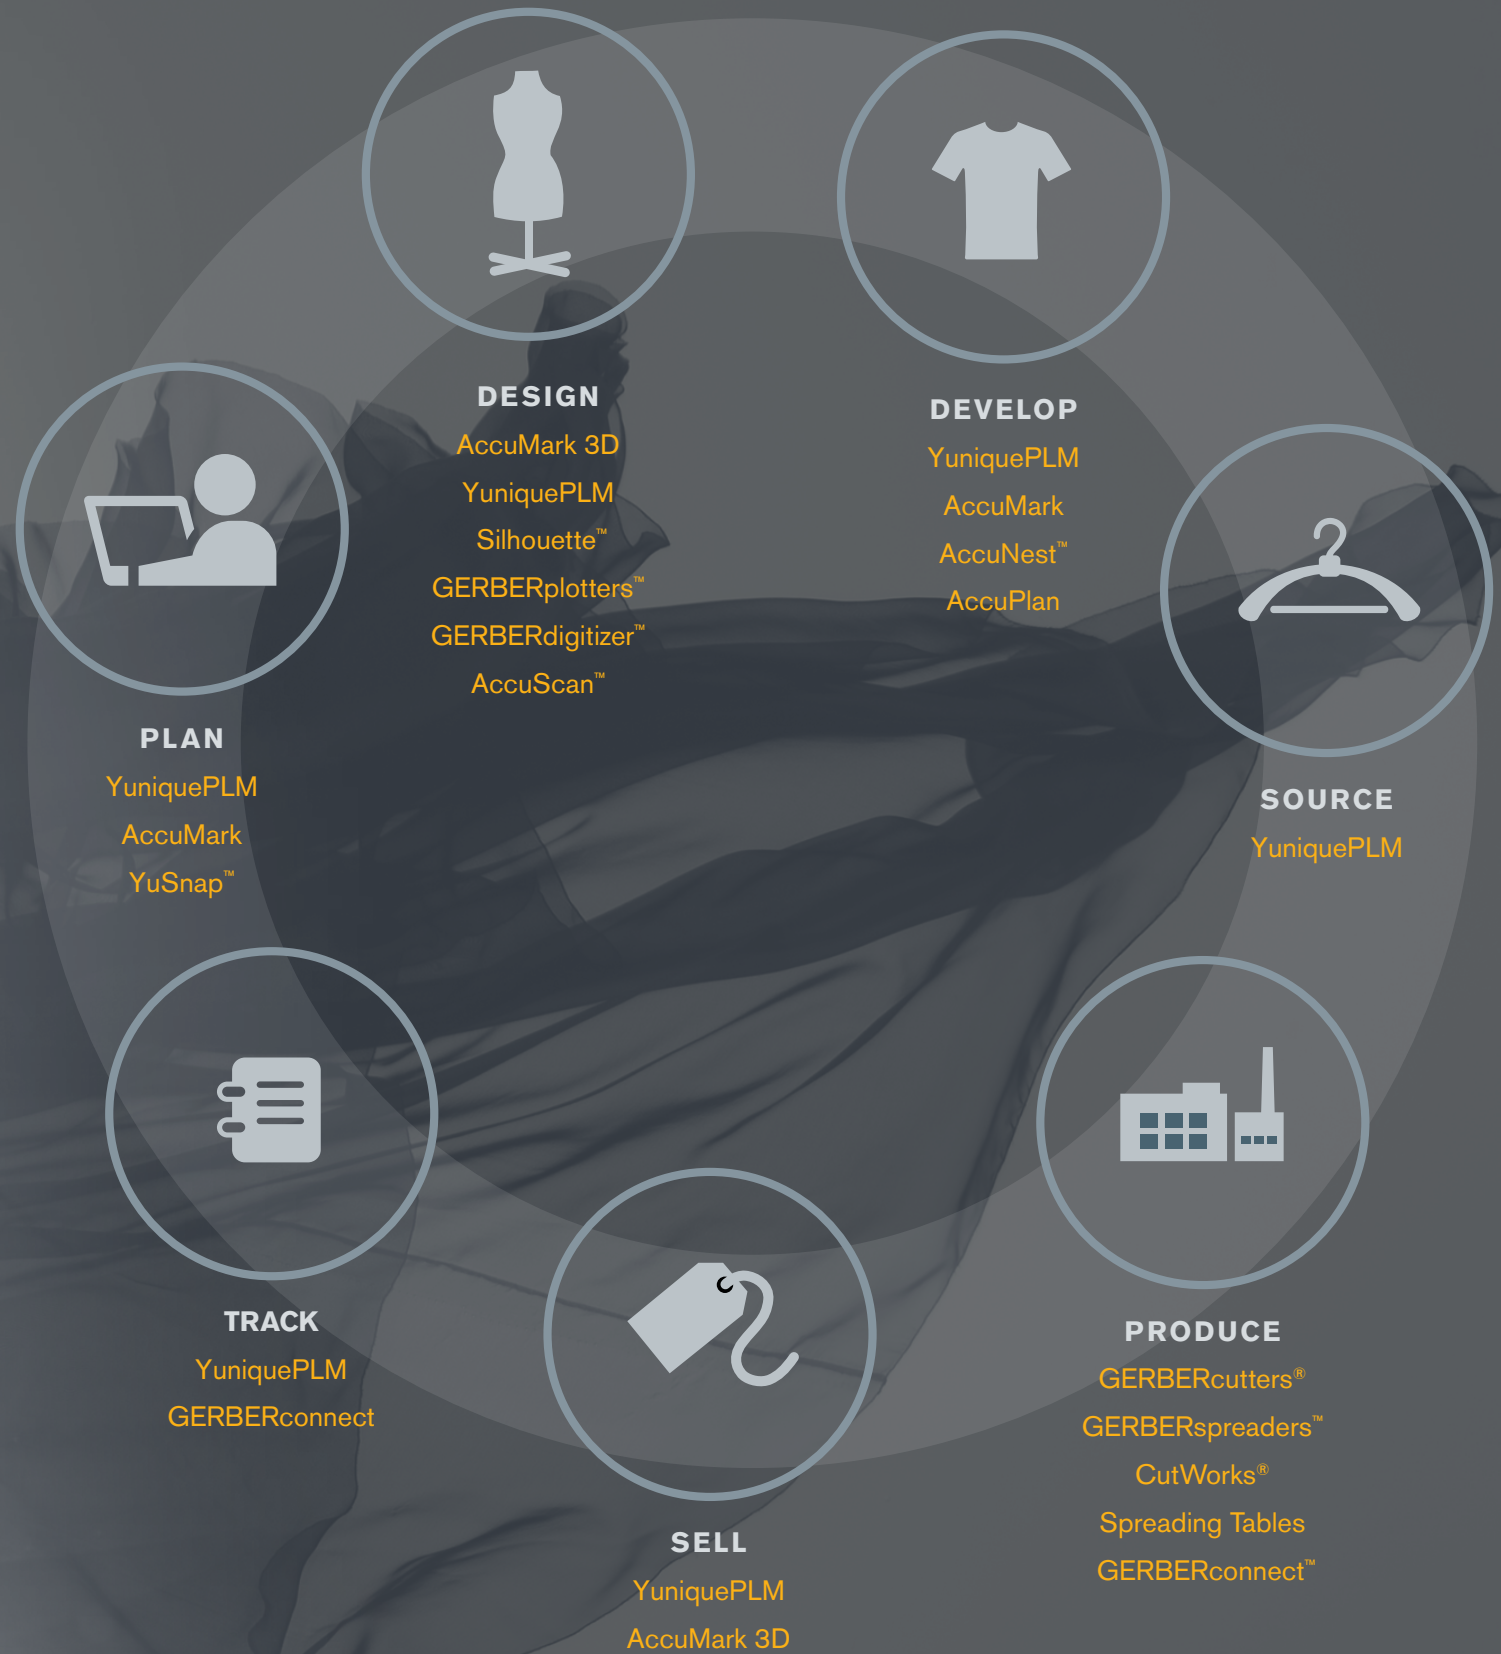 DESIGN
AccuMark 3D
YuniquePLM
Silhouette™
GERBERplotters™
GERBERdigitizer™
AccuScan™
DEVELOP
YuniquePLM
AccuMark
AccuNest™
AccuPlan
PLAN
YuniquePLM
AccuMark
YuSnap™
SOURCE
YuniquePLM
TRACK
YuniquePLM
GERBERconnect
PRODUCE
GERBERcutters®
GERBERspreaders™
CutWorks®
Spreading Tables
GERBERconnect™
SELL
YuniquePLM
AccuMark 3D